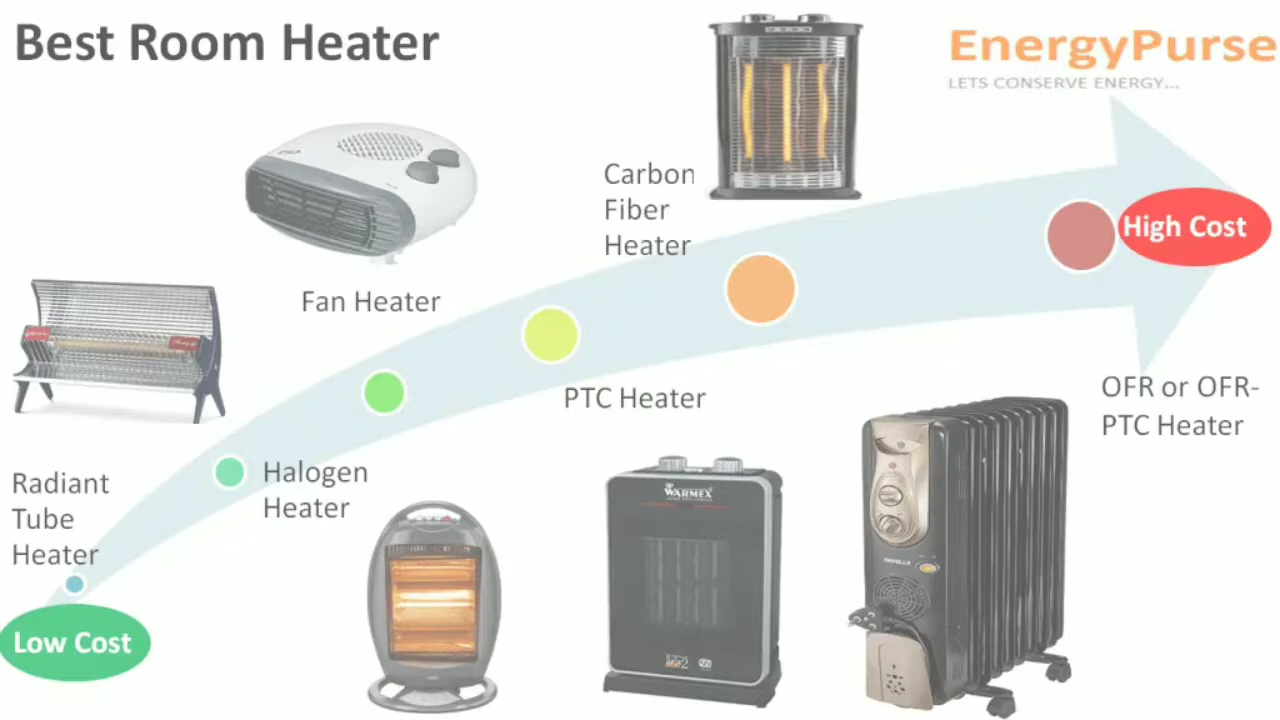 Best Room Heater
EnergyPurse
LETS CONSERVE ENERGY...
Carbon
Fiber
Heater
High Cost
Fan Heater
PTC Heater
OFR or OFR-
PTC Heater
Radiant
Tube
Heater
Halogen
Heater
WARMEX
HAVELLS
Low Cost